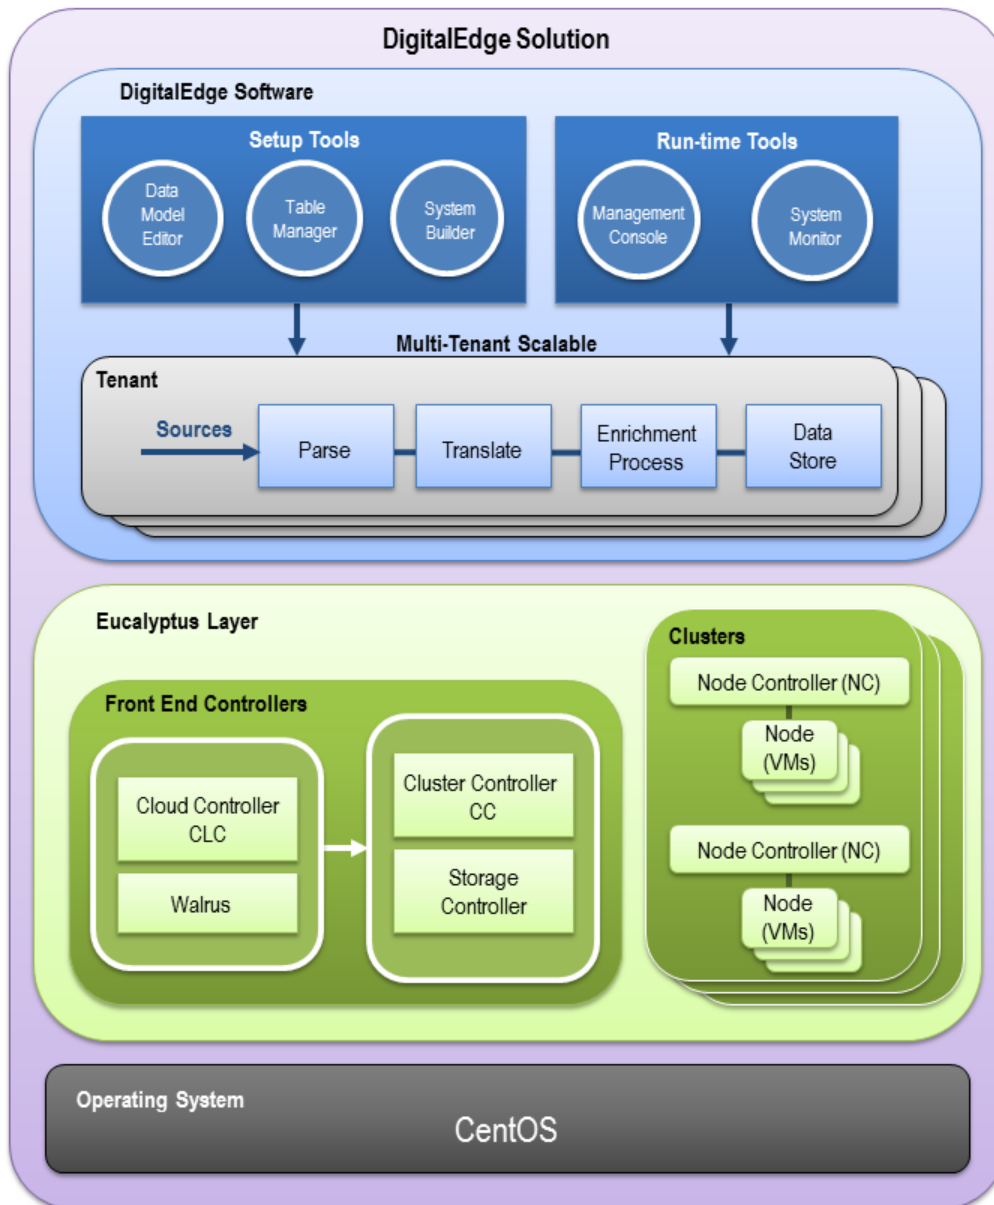 DigitalEdge Solution
DigitalEdge Software
Setup Tools
Data
Model
Editor
Table
Manager
System
Builder
Run-time Tools
Management
Console
System
Monitor
Multi-Tenant Scalable
Tenant
Sources
Parse
Translate
Enrichment
Process
Data
Store
Eucalyptus Layer
Front End Controllers
Cloud Controller
CLC
Walrus
Cluster Controller
CC
Storage
Controller
Clusters
Node Controller (NC)
Node
(VMs)
Node Controller (NC)
Node
(VMs)
Operating System
CentOS